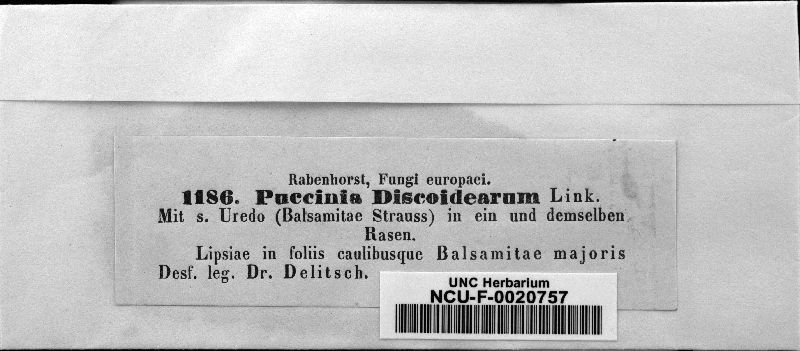 Rabenhorst, Fungi europaei.
1186. Puccinia Discoidearum Link.
Mit s. Uredo (Balsamitae Strauss) in ein und demselben
Rasen.
Lipsiae in foliis caulibusque Balsamitae majoris
Desf. leg. Dr. Delitsch.
UNC Herbarium
NCU-F-0020757